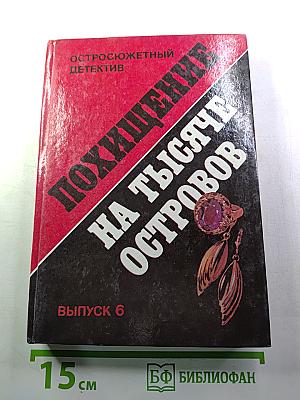 ОСТРОСЮЖЕТНЫЙ
ДЕТЕКТИВ
ПОХИЩЕНИЕ
НА ТЫСЯЧЕ
ОСТРОВОВ
ВЫПУСК 6
15 см
БФ БИБЛИОФАН